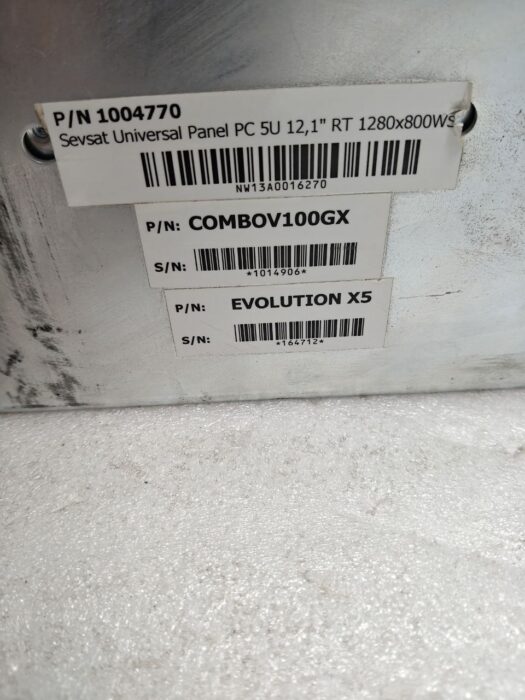 P/N 1004770
Sevsat Universal Panel PC 5U 12,1" RT 1280x800WS
NW13A0016270
P/N: COMBOV100GX
S/N:
*1014906*
P/N: EVOLUTION X5
S/N:
*164712*